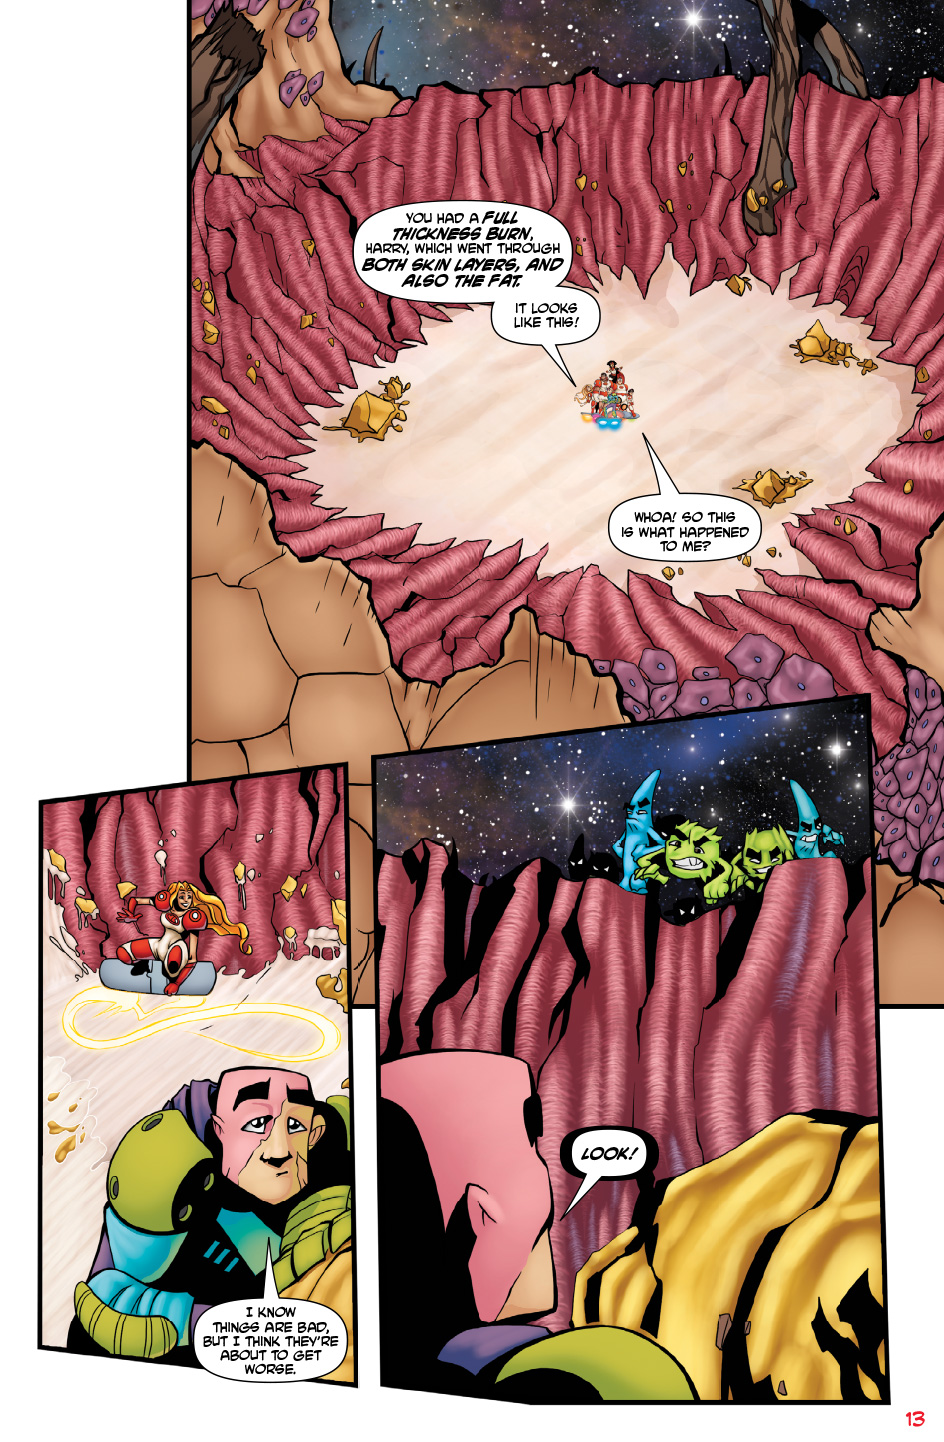 YOU HAD A FULL
THICKNESS BURN,
HARRY, WHICH WENT THROUGH
BOTH SKIN LAYERS, AND
ALSO THE FAT.
IT LOOKS
LIKE THIS!
WHOA! SO THIS
IS WHAT HAPPENED
TO ME?
I KNOW
THINGS ARE BAD,
BUT I THINK THEY'RE
ABOUT TO GET
WORSE.
LOOK!
13